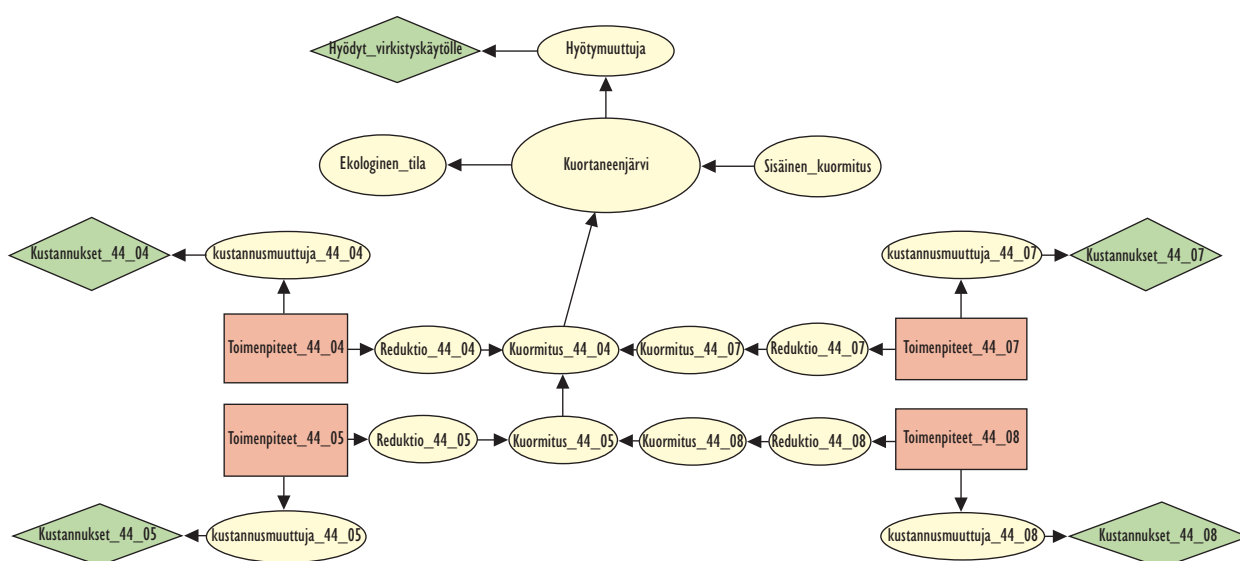 Hyödyt_virkistyskäytölle
Hyötymuuttuja
Ekologinen_tila
Kuortaneenjärvi
Sisäinen_kuormitus
Kustannukset_44_04
kustannusmuuttuja_44_04
kustannusmuuttuja_44_07
Kustannukset_44_07
Toimenpiteet_44_04
Reduktio_44_04
Kuormitus_44_04
Kuormitus_44_07
Reduktio_44_07
Toimenpiteet_44_07
Toimenpiteet_44_05
Reduktio_44_05
Kuormitus_44_05
Kuormitus_44_08
Reduktio_44_08
Toimenpiteet_44_08
Kustannukset_44_05
kustannusmuuttuja_44_05
kustannusmuuttuja_44_08
Kustannukset_44_08